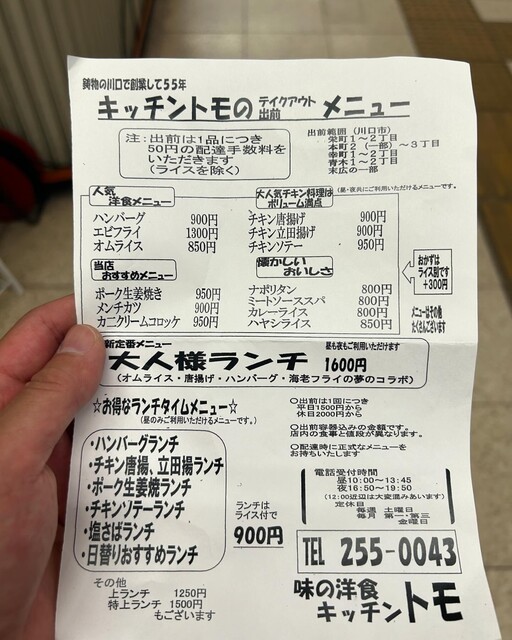 鋳物の川口で創業して55年
キッチントモの テイクアウト 出前 メニュー
注：出前は1品につき
50円の配達手数料を
いただきます
（ライスを除く）
出前範囲（川口市）
栄町1～2丁目
本町2（一部）～3丁目
幸町1～2丁目
青木1～2丁目
末広の一部
（昼・夜共にご利用いただけるメニューです。）
人気
洋食メニュー
ハンバーグ 900円
エビフライ 1300円
オムライス 850円
大人気チキン料理は
ボリューム満点
チキン唐揚げ 900円
チキン立田揚げ 900円
チキンソテー 950円
おかずは
ライス別です
+300円
当店
おすすめメニュー
ポーク生姜焼き 950円
メンチカツ 900円
カニクリームコロッケ 950円
懐かしい
おいしさ
ナポリタン 800円
ミートソーススパ 800円
カレーライス 800円
ハヤシライス 850円
メニューはその他
たくさんございます
新定番メニュー
昼も夜もご利用いただけます
大人様ランチ 1600円
（オムライス・唐揚げ・ハンバーグ・海老フライの夢のコラボ）
☆お得なランチタイムメニュー☆
（昼のみご利用いただけるメニューです。）
・ハンバーグランチ
・チキン唐揚、立田揚ランチ
・ポーク生姜焼ランチ
・チキンソテーランチ
・塩さばランチ
・日替りおすすめランチ
ランチは
ライス付で
900円
その他
上ランチ 1250円
特上ランチ 1500円
もございます
○出前は1回につき
平日1500円から
休日2000円から
○出前容器込みの金額です。
店内の食事と値段が異なります。
○配達時に正式なメニューを
お持ちいたします
電話受付時間
昼10:00～13:45
夜16:50～19:50
（12:00近辺は大変混みあいます）
定休日
毎週 土曜日
毎月 第一・第三
金曜日
TEL 255-0043
味の洋食
キッチントモ